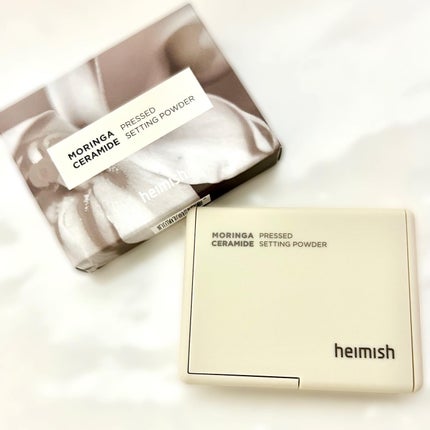 MORINGA PRESSED
CERAMIDE SETTING POWDER
heimish
MORINGA PRESSED
CERAMIDE SETTING POWDER
heimish